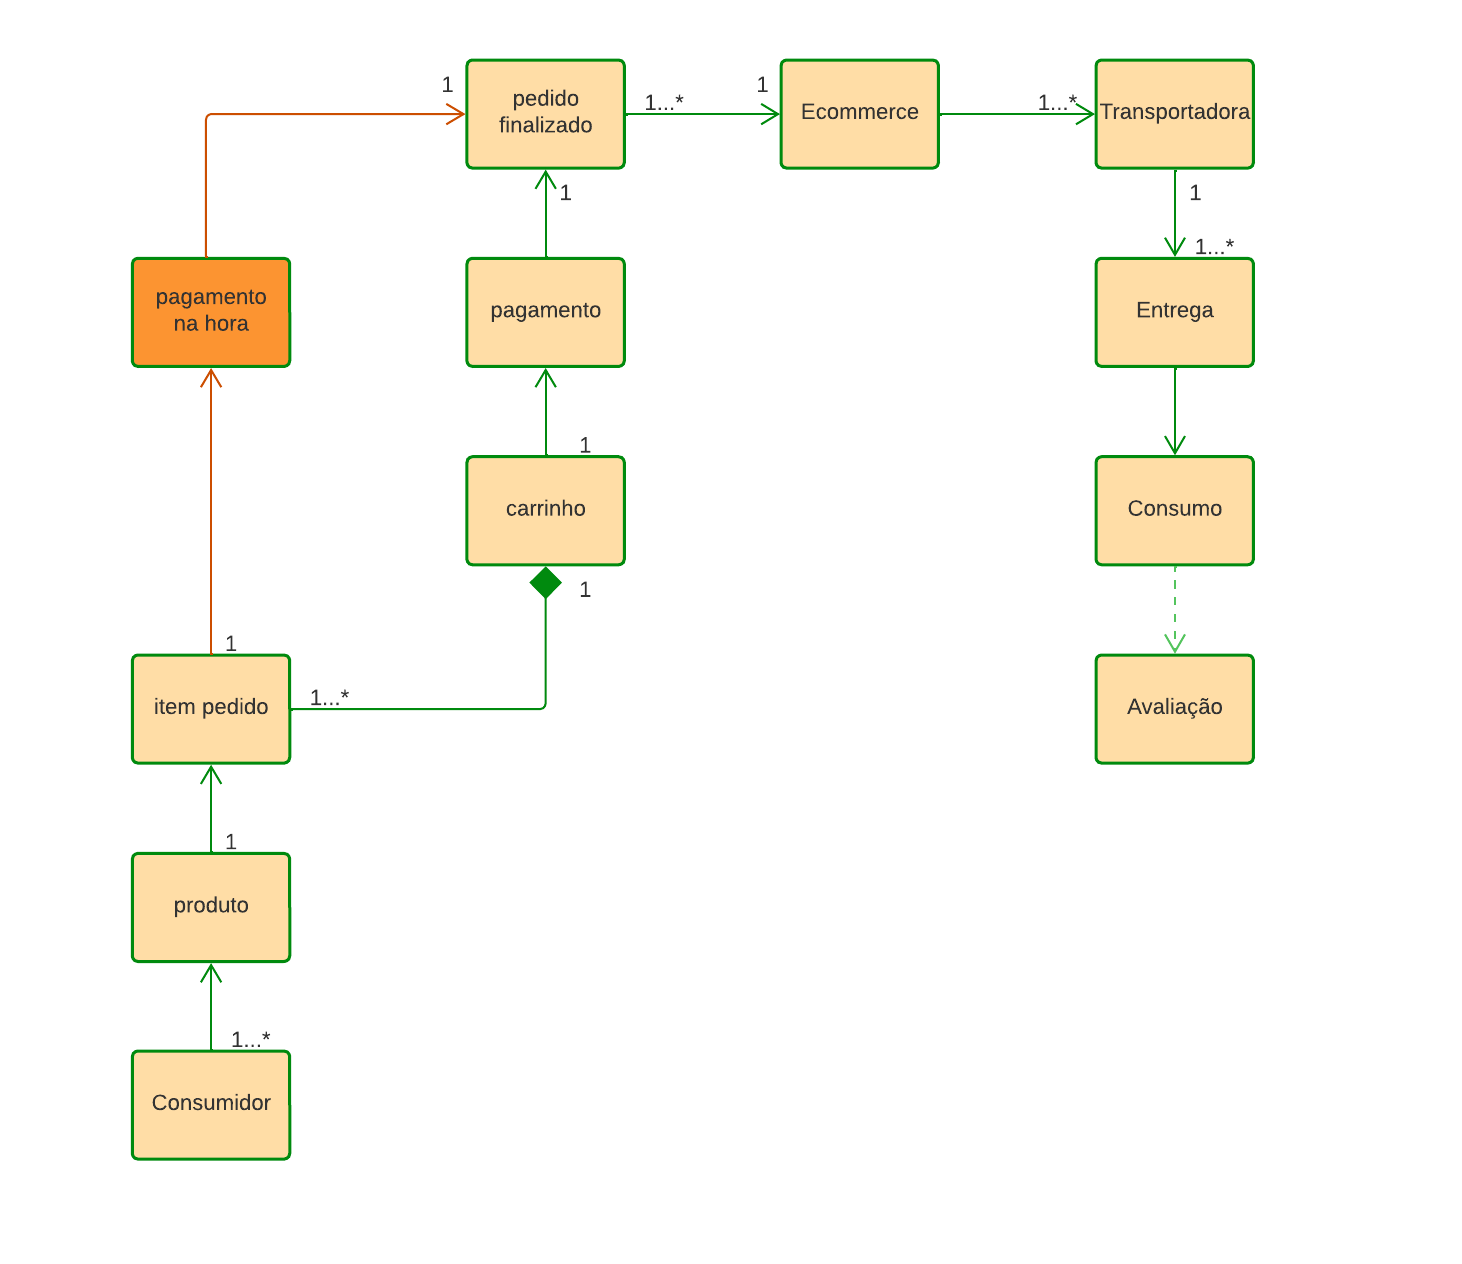 1
pedido
finalizado
1...*
1
Ecommerce
1...*
Transportadora
1
1
1...*
pagamento
na hora
pagamento
Entrega
1
carrinho
Consumo
1
1
item pedido
1...*
Avaliação
1
produto
1...*
Consumidor